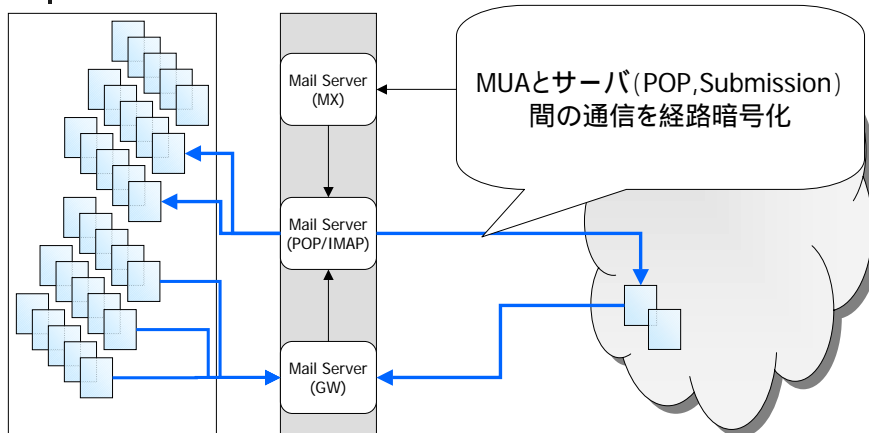 Mail Server
(MX)
MUAとサーバ(POP,Submission)
間の通信を経路暗号化
Mail Server
(POP/IMAP)
Mail Server
(GW)